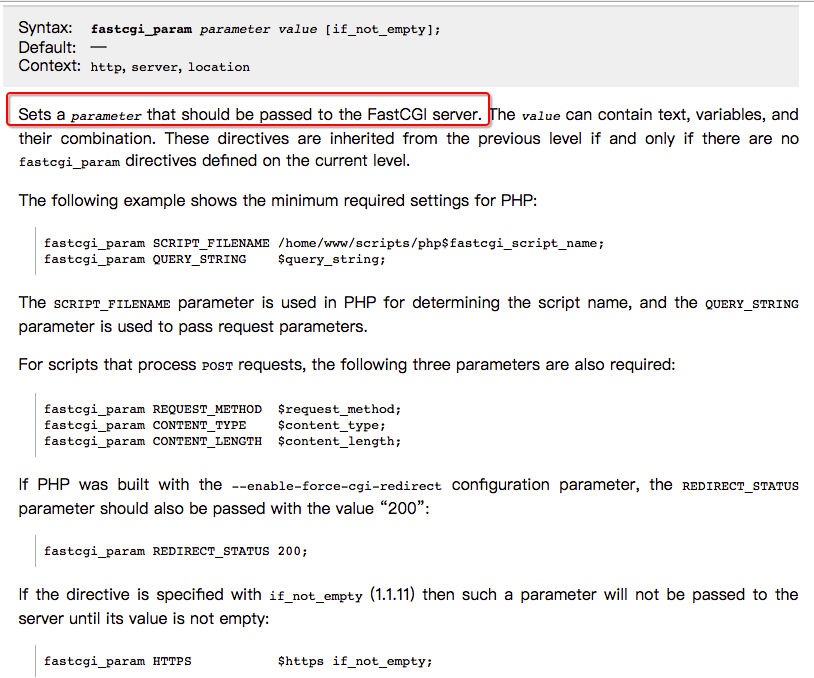 Syntax: fastcgi_param parameter value [if_not_empty];
Default: —
Context: http, server, location
Sets a parameter that should be passed to the FastCGI server. The value can contain text, variables, and
their combination. These directives are inherited from the previous level if and only if there are no
fastcgi_param directives defined on the current level.
The following example shows the minimum required settings for PHP:
fastcgi_param SCRIPT_FILENAME /home/www/scripts/php$fastcgi_script_name;
fastcgi_param QUERY_STRING    $query_string;
The SCRIPT_FILENAME parameter is used in PHP for determining the script name, and the QUERY_STRING
parameter is used to pass request parameters.
For scripts that process POST requests, the following three parameters are also required:
fastcgi_param REQUEST_METHOD  $request_method;
fastcgi_param CONTENT_TYPE    $content_type;
fastcgi_param CONTENT_LENGTH  $content_length;
If PHP was built with the --enable-force-cgi-redirect configuration parameter, the REDIRECT_STATUS
parameter should also be passed with the value “200”:
fastcgi_param REDIRECT_STATUS 200;
If the directive is specified with if_not_empty (1.1.11) then such a parameter will not be passed to the
server until its value is not empty:
fastcgi_param HTTPS           $https if_not_empty;